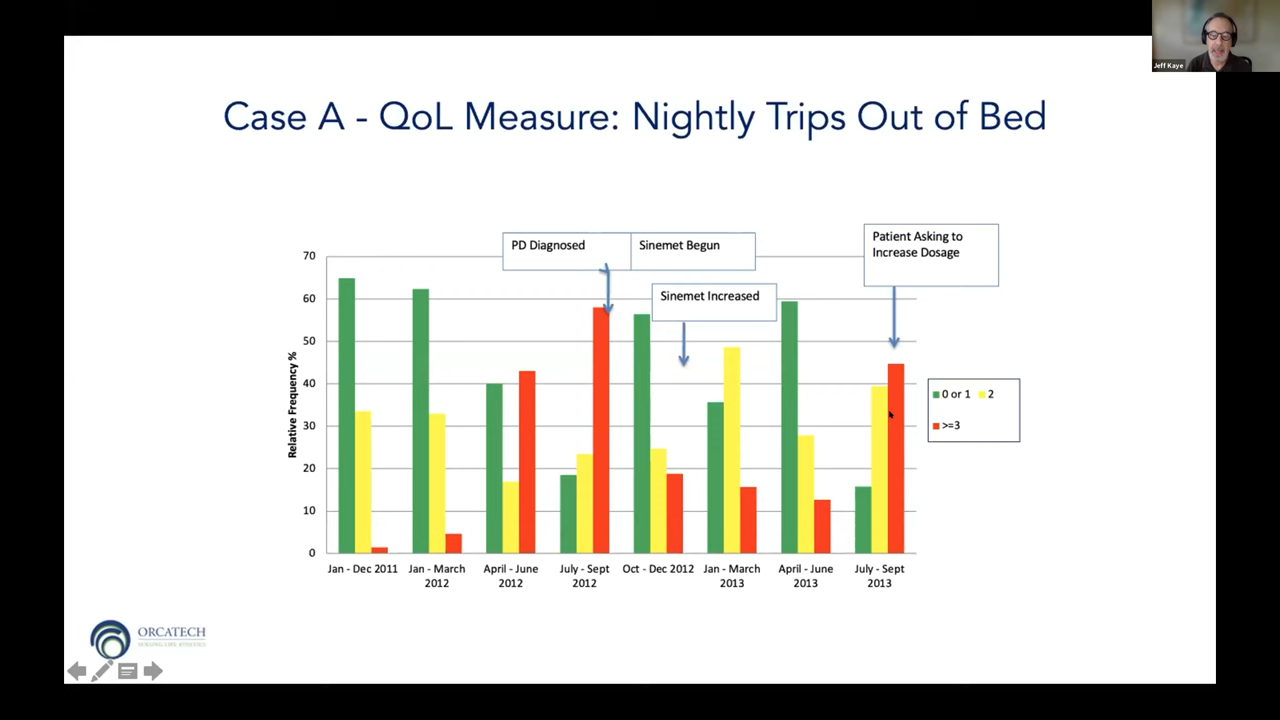 Jeff Kaye
Case A - QoL Measure: Nightly Trips Out of Bed
PD Diagnosed
Sinemet Begun
Sinemet Increased
Patient Asking to
Increase Dosage
Relative Frequency %
70
60
50
40
30
20
10
0
Jan - Dec 2011
Jan - March
2012
April - June
2012
July - Sept
2012
Oct - Dec 2012
Jan - March
2013
April - June
2013
July - Sept
2013
0 or 1
2
>=3
ORCATECH